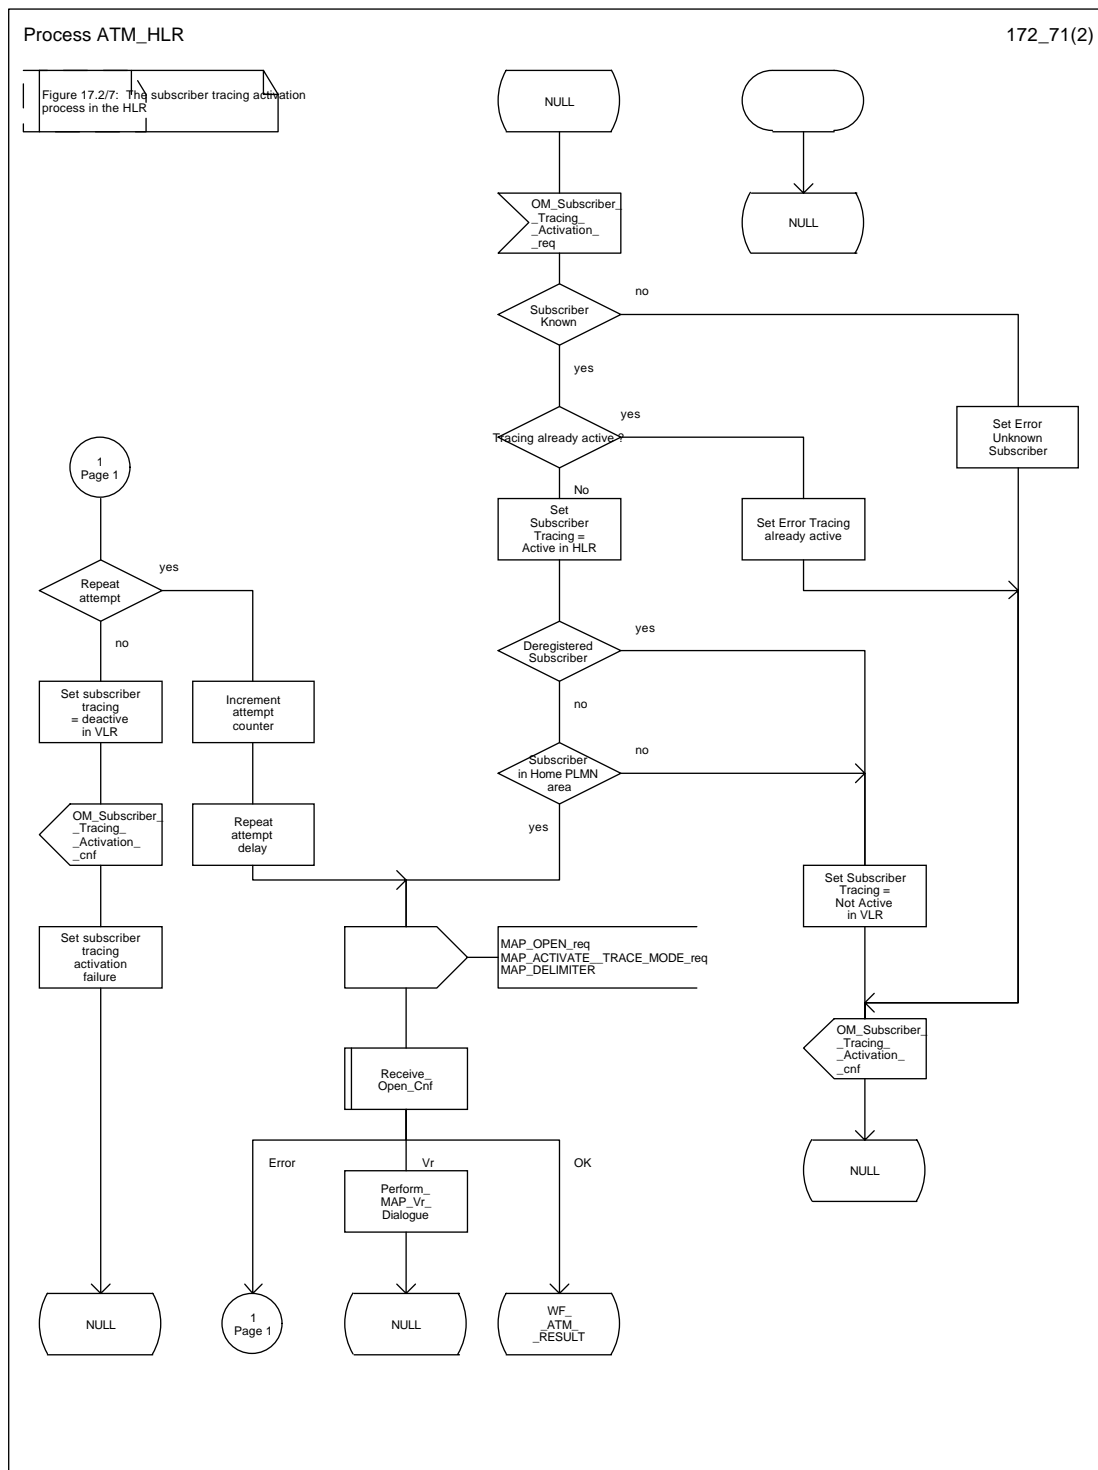 Process ATM_HLR
172_71(2)
Figure 17.2/7: The subscriber tracing activation
process in the HLR
NULL
OM_Subscriber_
_Tracing_
_Activation_
_req
NULL
Subscriber
Known
no
yes
Tracing already active ?
yes
No
Set Error
Unknown
Subscriber
1
Page 1
Set
Subscriber
Tracing =
Active in HLR
Set Error Tracing
already active
Repeat
attempt
yes
no
Deregistered
Subscriber
yes
no
Set subscriber
tracing
= deactive
in VLR
Increment
attempt
counter
Subscriber
in Home PLMN
area
no
yes
OM_Subscriber_
_Tracing_
_Activation_
_cnf
Repeat
attempt
delay
Set Subscriber
Tracing =
Not Active
in VLR
Set subscriber
tracing
activation
failure
MAP_OPEN_req
MAP_ACTIVATE__TRACE_MODE_req
MAP_DELIMITER
OM_Subscriber_
_Tracing_
_Activation_
_cnf
Receive_
_Open_Cnf
Error
Vr
OK
Perform_
_MAP_Vr_
_Dialogue
NULL
NULL
1
Page 1
NULL
WF_
_ATM_
_RESULT